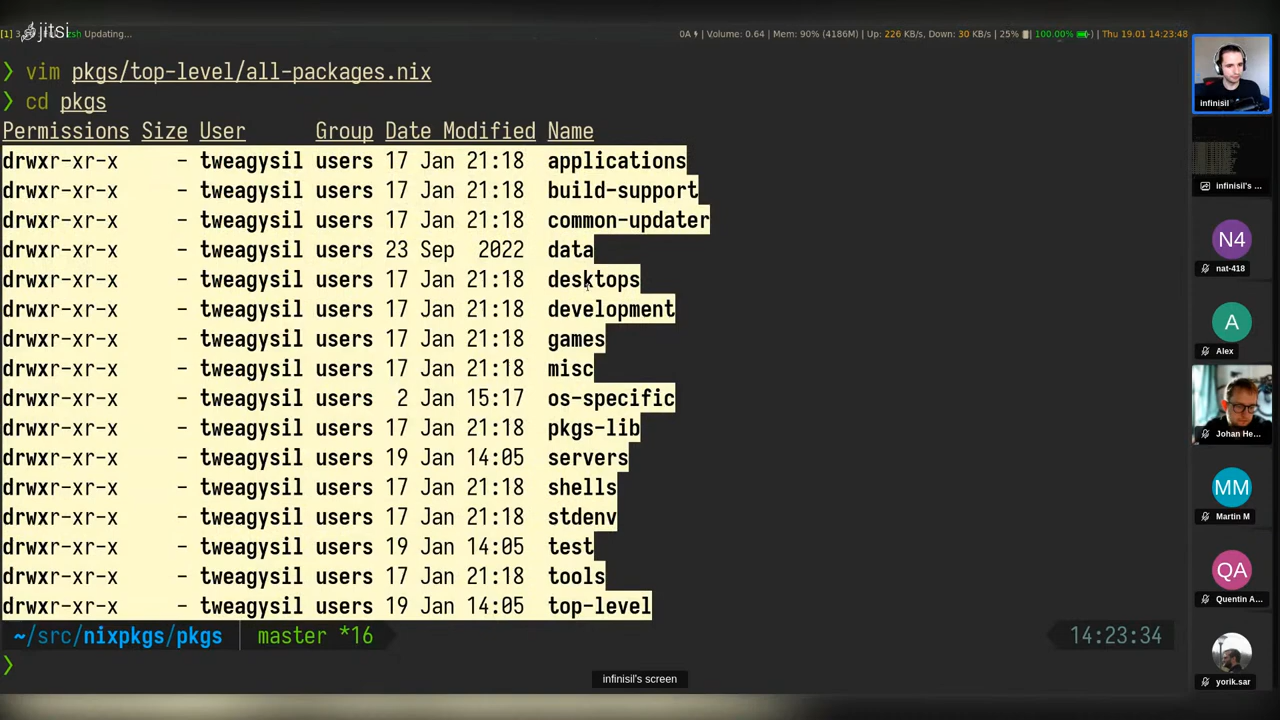 jitsi
[1] zsh Updating... 0A | Volume: 0.64 | Mem: 90% (4186M) | Up: 226 KB/s, Down: 30 KB/s | 25% | 100.00% | Thu 19.01 14:23:48
❯ vim pkgs/top-level/all-packages.nix
❯ cd pkgs
Permissions Size User Group Date Modified Name
drwxr-xr-x - tweagysil users 17 Jan 21:18 applications
drwxr-xr-x - tweagysil users 17 Jan 21:18 build-support
drwxr-xr-x - tweagysil users 17 Jan 21:18 common-updater
drwxr-xr-x - tweagysil users 23 Sep 2022 data
drwxr-xr-x - tweagysil users 17 Jan 21:18 desktops
drwxr-xr-x - tweagysil users 17 Jan 21:18 development
drwxr-xr-x - tweagysil users 17 Jan 21:18 games
drwxr-xr-x - tweagysil users 17 Jan 21:18 misc
drwxr-xr-x - tweagysil users 2 Jan 15:17 os-specific
drwxr-xr-x - tweagysil users 17 Jan 21:18 pkgs-lib
drwxr-xr-x - tweagysil users 19 Jan 14:05 servers
drwxr-xr-x - tweagysil users 17 Jan 21:18 shells
drwxr-xr-x - tweagysil users 17 Jan 21:18 stdenv
drwxr-xr-x - tweagysil users 19 Jan 14:05 test
drwxr-xr-x - tweagysil users 17 Jan 21:18 tools
drwxr-xr-x - tweagysil users 19 Jan 14:05 top-level
~/src/nixpkgs/pkgs master *16 14:23:34
❯
infinisil's screen
infinisil
infinisil's ...
N4
nat-418
A
Alex
Johan He...
MM
Martin M
QA
Quentin A...
yorik.sar